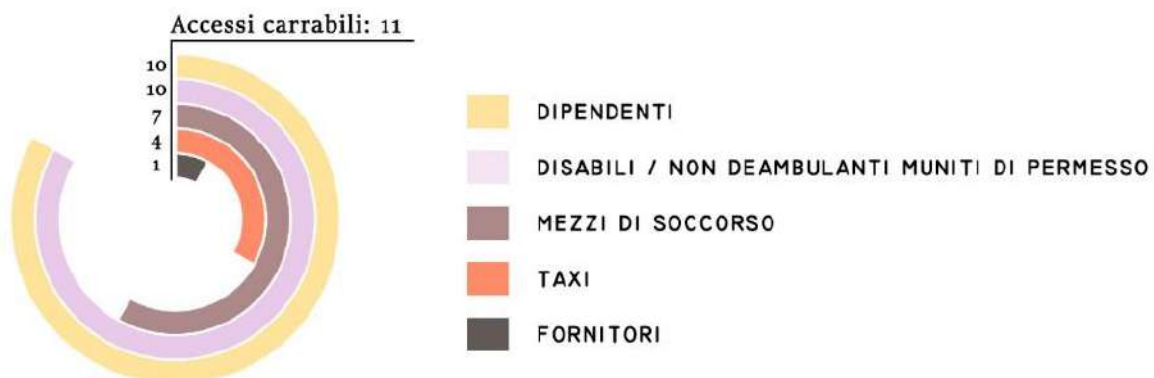 Accessi carrabili: 11
10
10
7
4
1
DIPENDENTI
DISABILI / NON DEAMBULANTI MUNITI DI PERMESSO
MEZZI DI SOCCORSO
TAXI
FORNITORI